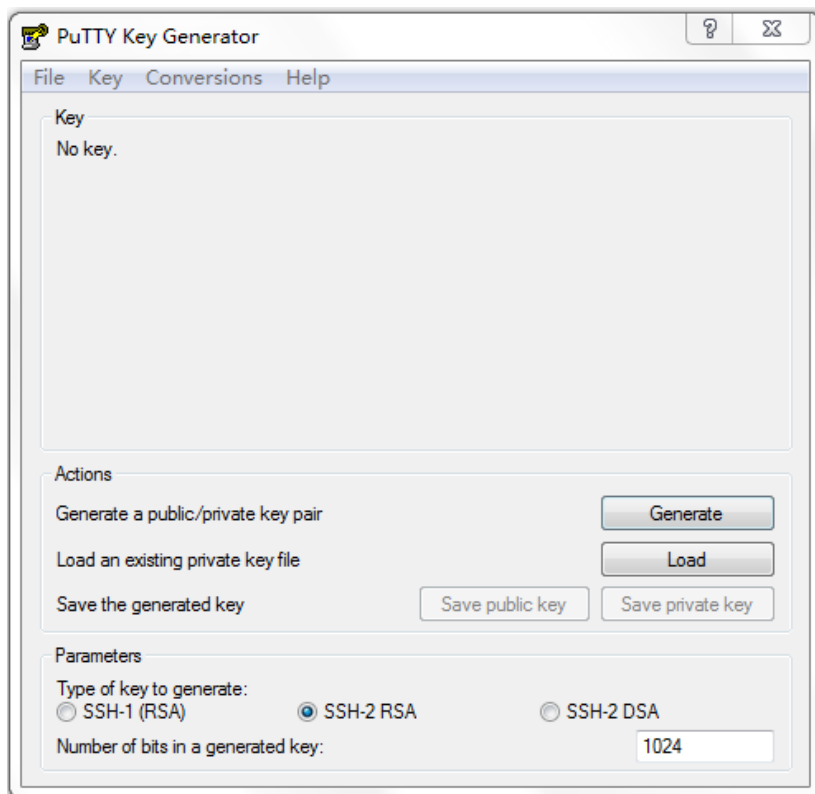 PuTTY Key Generator
File Key Conversions Help
Key
No key.
Actions
Generate a public/private key pair Generate
Load an existing private key file Load
Save the generated key Save public key Save private key
Parameters
Type of key to generate:
SSH-1 (RSA) SSH-2 RSA SSH-2 DSA
Number of bits in a generated key: 1024